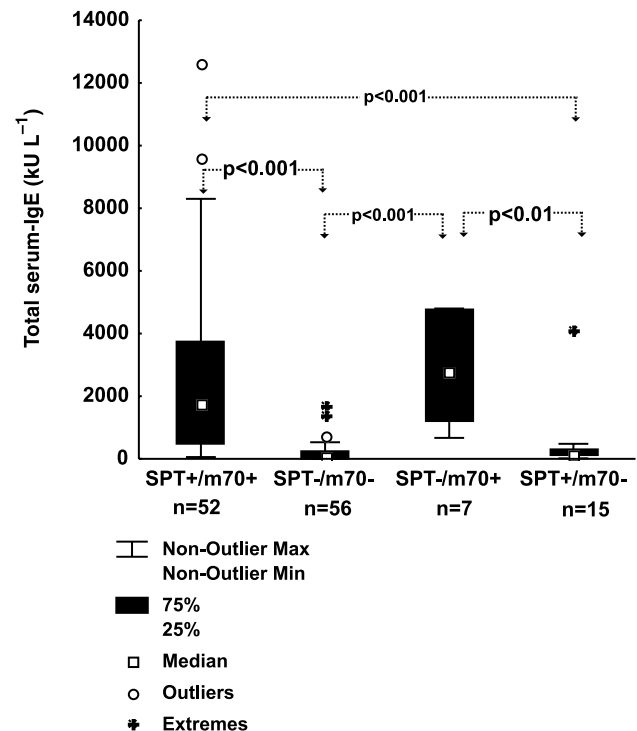 Total serum-IgE (kU L⁻¹)
14000
12000
10000
8000
6000
4000
2000
0
p<0.001
p<0.001
p<0.001
p<0.01
SPT+/m70+ SPT-/m70- SPT-/m70+ SPT+/m70-
n=52 n=56 n=7 n=15
Non-Outlier Max
Non-Outlier Min
75%
25%
Median
Outliers
Extremes